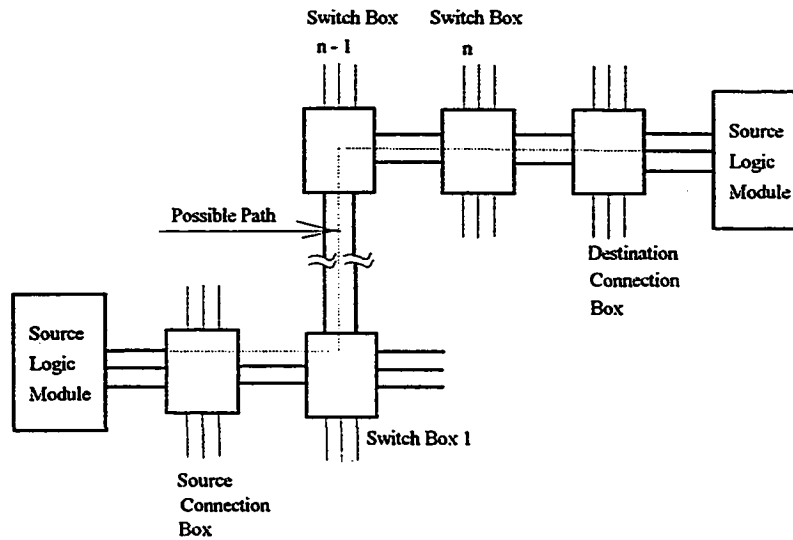 Switch Box
n - 1
Switch Box
n
Source
Logic
Module
Possible Path
Destination
Connection
Box
Source
Logic
Module
Switch Box 1
Source
Connection
Box